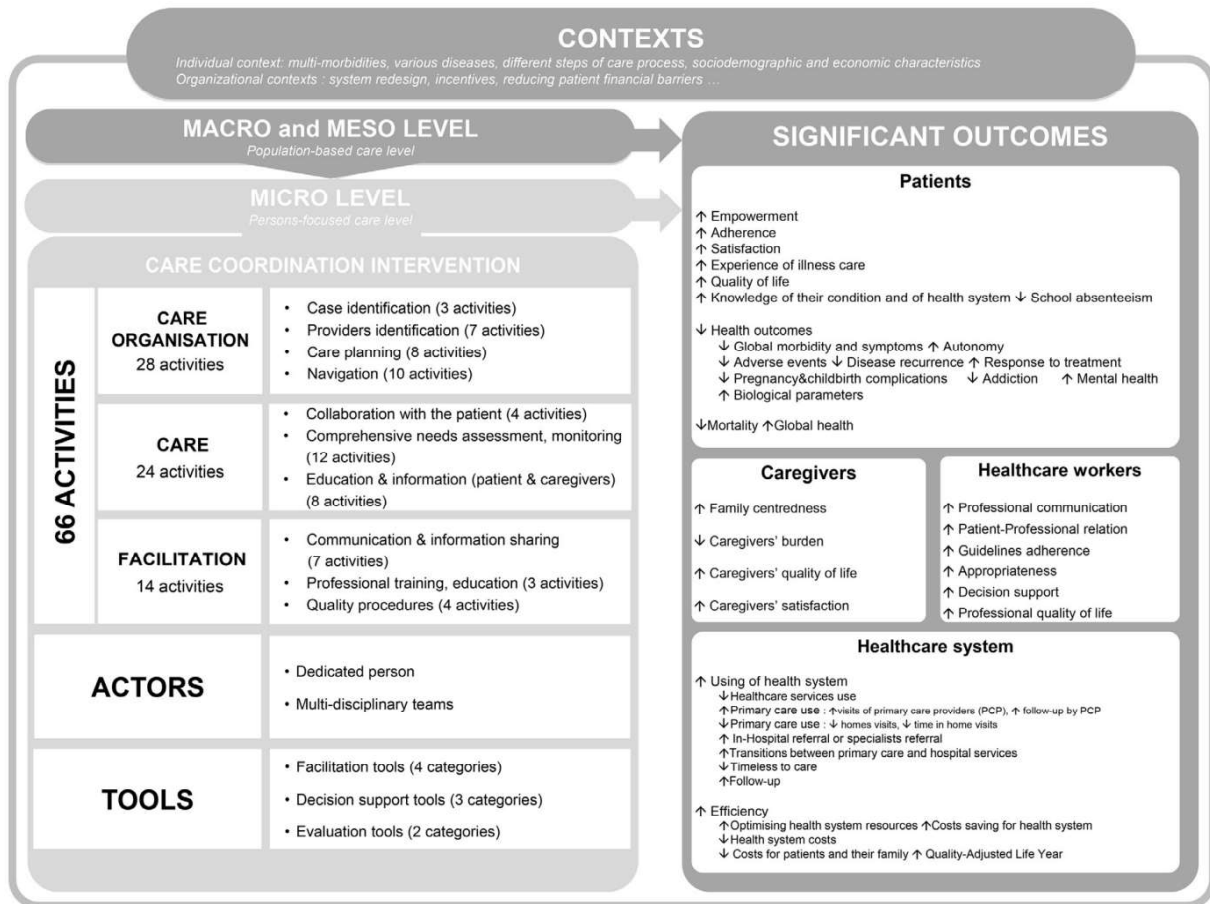 CONTEXTS
Individual context: multi-morbidities, various diseases, different steps of care process, sociodemographic and economic characteristics
Organizational contexts : system redesign, incentives, reducing patient financial barriers ...
MACRO and MESO LEVEL
Population-based care level
MICRO LEVEL
Persons-focused care level
CARE COORDINATION INTERVENTION
66 ACTIVITIES
CARE
ORGANISATION
28 activities
• Case identification (3 activities)
• Providers identification (7 activities)
• Care planning (8 activities)
• Navigation (10 activities)
CARE
24 activities
• Collaboration with the patient (4 activities)
• Comprehensive needs assessment, monitoring
(12 activities)
• Education & information (patient & caregivers)
(8 activities)
FACILITATION
14 activities
• Communication & information sharing
(7 activities)
• Professional training, education (3 activities)
• Quality procedures (4 activities)
ACTORS
• Dedicated person
• Multi-disciplinary teams
TOOLS
• Facilitation tools (4 categories)
• Decision support tools (3 categories)
• Evaluation tools (2 categories)
SIGNIFICANT OUTCOMES
Patients
↑ Empowerment
↑ Adherence
↑ Satisfaction
↑ Experience of illness care
↑ Quality of life
↑ Knowledge of their condition and of health system ↓ School absenteeism
↓ Health outcomes
↓ Global morbidity and symptoms ↑ Autonomy
↓ Adverse events ↓ Disease recurrence ↑ Response to treatment
↓ Pregnancy&childbirth complications ↓ Addiction ↑ Mental health
↑ Biological parameters
↓Mortality ↑Global health
Caregivers
↑ Family centredness
↓ Caregivers' burden
↑ Caregivers' quality of life
↑ Caregivers' satisfaction
Healthcare workers
↑ Professional communication
↑ Patient-Professional relation
↑ Guidelines adherence
↑ Appropriateness
↑ Decision support
↑ Professional quality of life
Healthcare system
↑ Using of health system
↓Healthcare services use
↑Primary care use : ↑visits of primary care providers (PCP), ↑ follow-up by PCP
↓Primary care use : ↓ homes visits, ↓ time in home visits
↑ In-Hospital referral or specialists referral
↑Transitions between primary care and hospital services
↓Timeless to care
↑Follow-up
↑ Efficiency
↑Optimising health system resources ↑Costs saving for health system
↓Health system costs
↓ Costs for patients and their family ↑ Quality-Adjusted Life Year